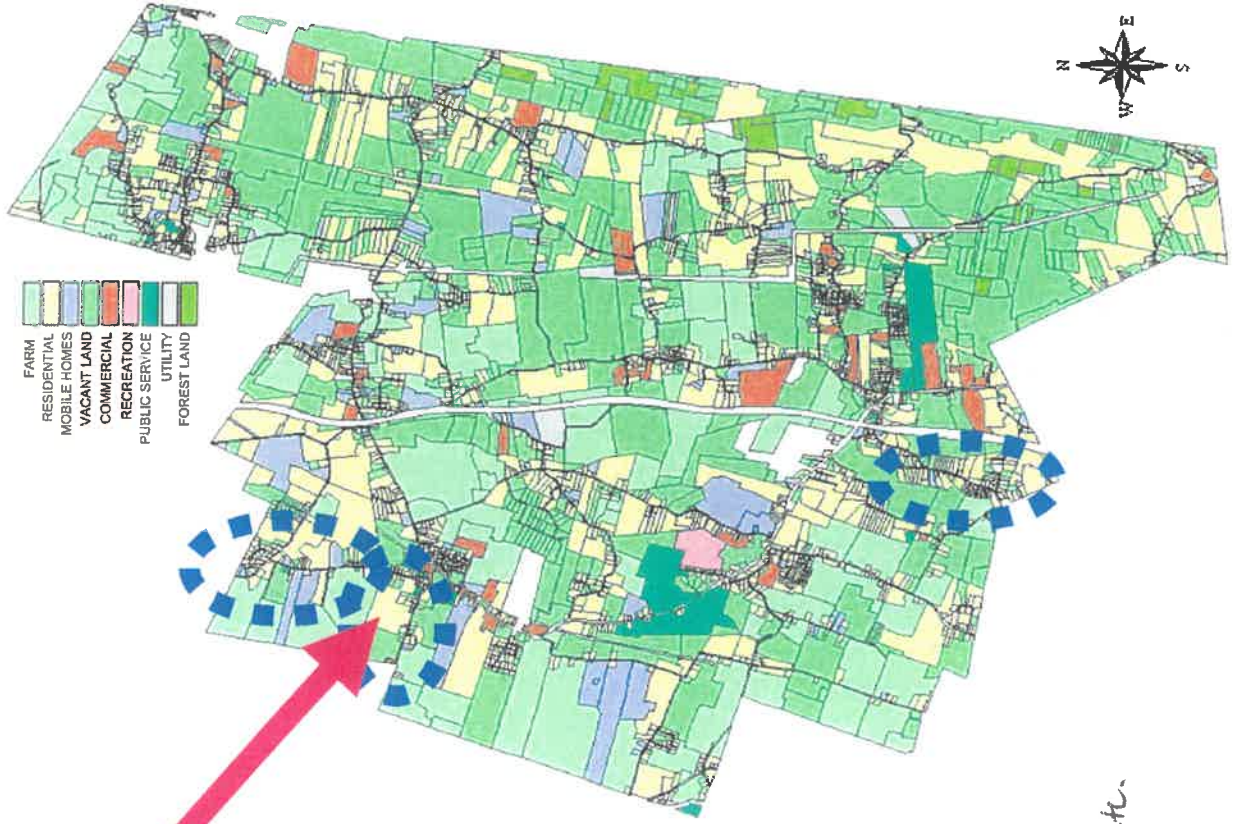 FARM
RESIDENTIAL
MOBILE HOMES
VACANT LAND
COMMERCIAL
RECREATION
PUBLIC SERVICE
UTILITY
FOREST LAND
N
W E
S